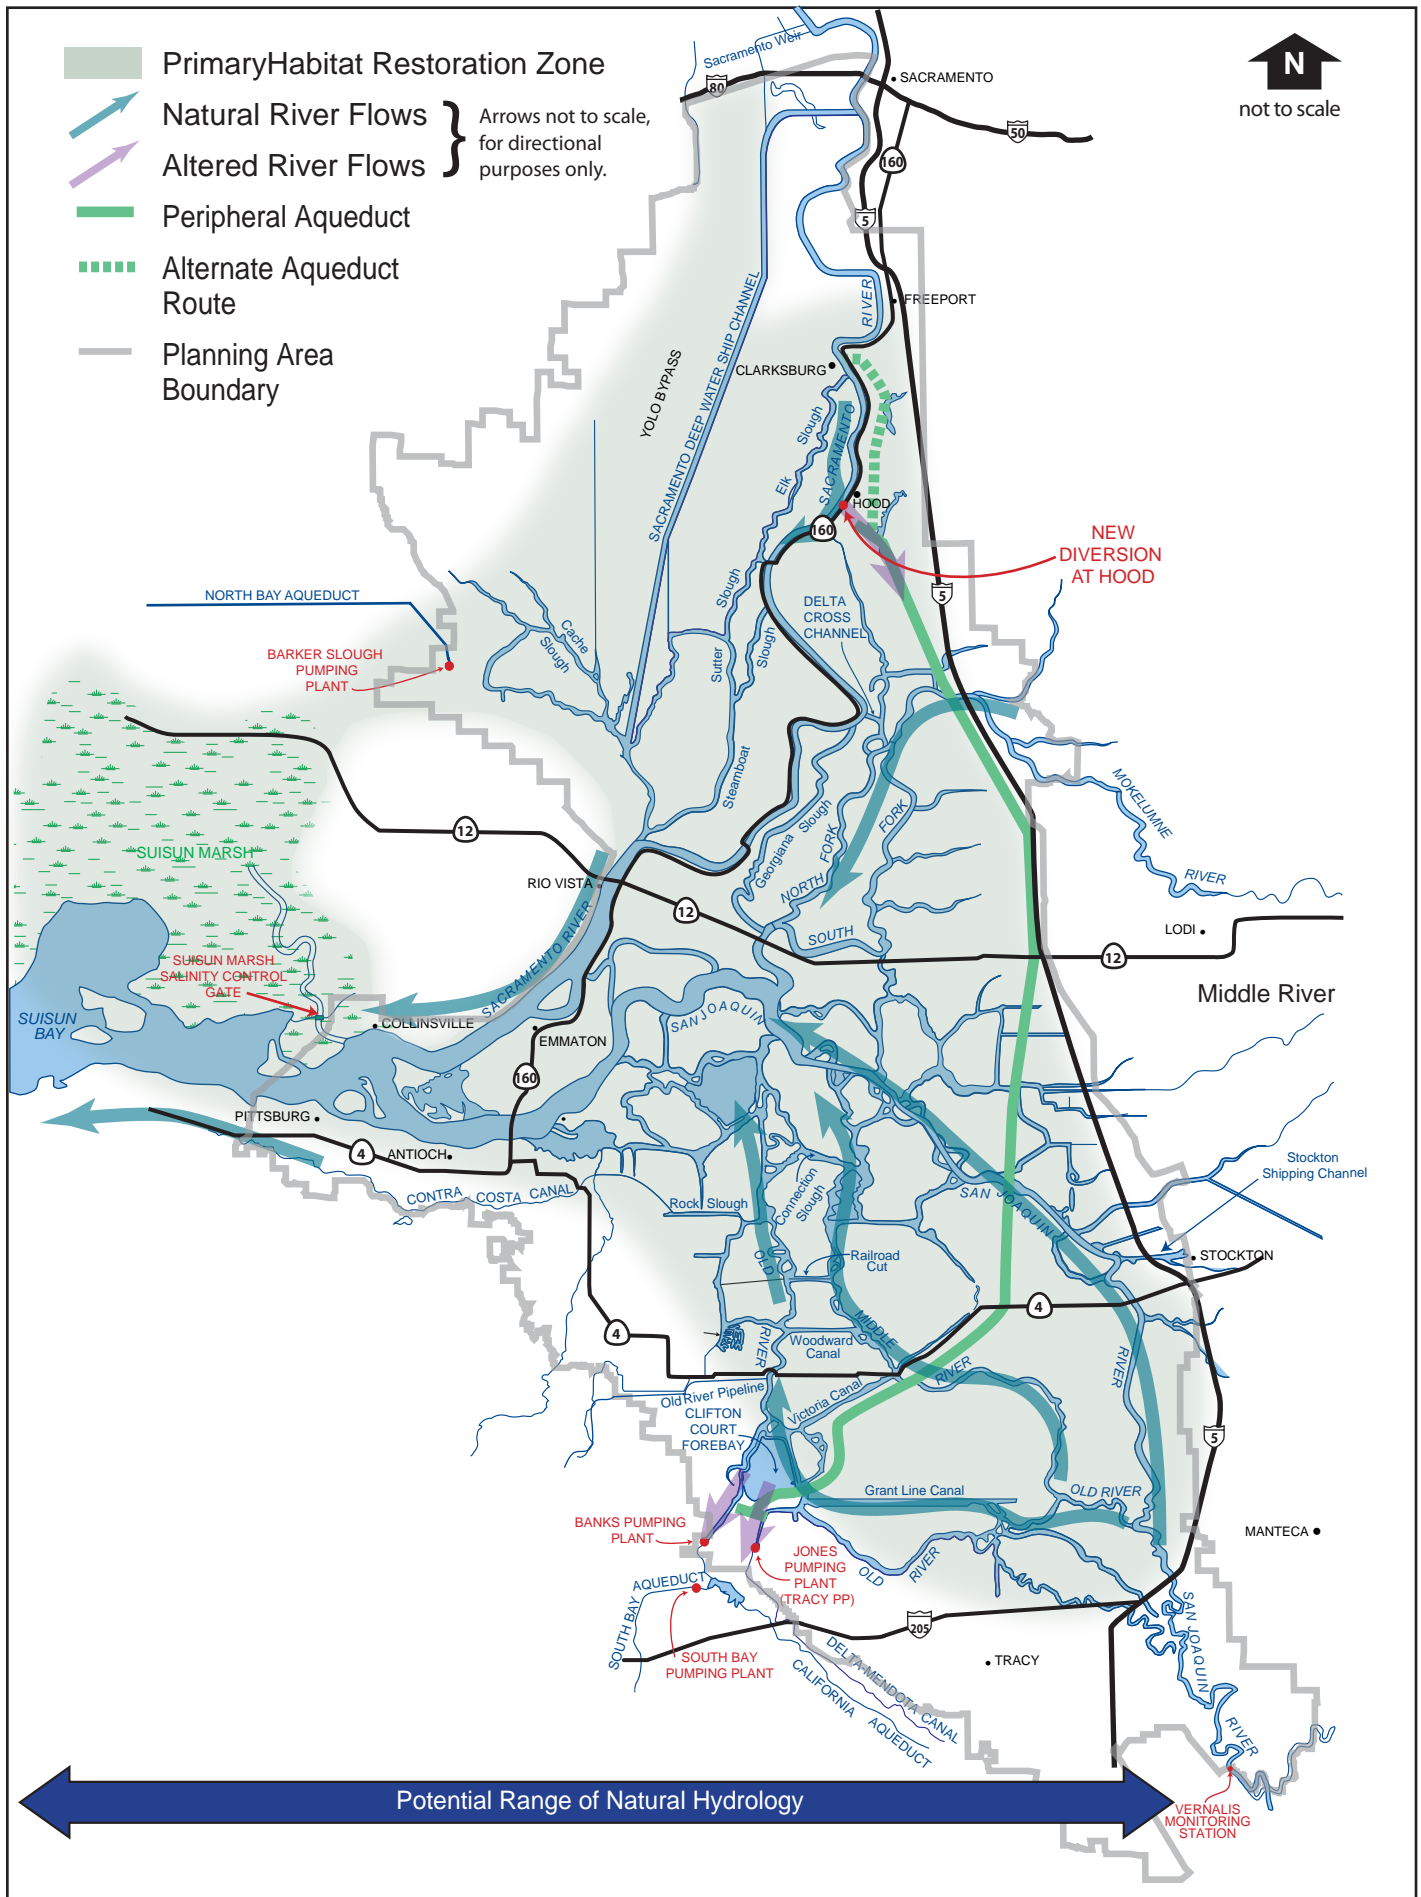 PrimaryHabitat Restoration Zone
Natural River Flows
Altered River Flows
Arrows not to scale,
for directional
purposes only.
Peripheral Aqueduct
Alternate Aqueduct
Route
Planning Area
Boundary
N
not to scale
Sacramento Weir
80
SACRAMENTO
50
160
5
FREEPORT
RIVER
CLARKSBURG
YOLO BYPASS
SACRAMENTO DEEP WATER SHIP CHANNEL
Elk
Slough
SACRAMENTO
HOOD
160
NEW
DIVERSION
AT HOOD
5
NORTH BAY AQUEDUCT
BARKER SLOUGH
PUMPING
PLANT
Cache
Slough
Sutter
Slough
Steamboat
Slough
DELTA
CROSS
CHANNEL
MOKELUMNE
RIVER
Georgiana
Slough
NORTH
FORK
SOUTH
FORK
12
SUISUN MARSH
RIO VISTA
12
LODI
12
SUISUN MARSH
SALINITY CONTROL
GATE
SUISUN
BAY
COLLINSVILLE
SACRAMENTO RIVER
EMMATON
SAN JOAQUIN
Middle River
160
PITTSBURG
4
ANTIOCH
CONTRA COSTA CANAL
Rock Slough
Connection
Slough
SAN JOAQUIN
RIVER
Stockton
Shipping Channel
STOCKTON
OLD
RIVER
Railroad
Cut
4
4
Woodward
Canal
MIDDLE
RIVER
Old River Pipeline
Victoria Canal
CLIFTON
COURT
FOREBAY
5
Grant Line Canal
OLD RIVER
BANKS PUMPING
PLANT
JONES
PUMPING
PLANT
(TRACY PP)
OLD
RIVER
MANTECA
SOUTH BAY
AQUEDUCT
SOUTH BAY
PUMPING PLANT
205
TRACY
DELTA-MENDOTA CANAL
CALIFORNIA AQUEDUCT
SAN JOAQUIN
RIVER
Potential Range of Natural Hydrology
VERNALIS
MONITORING
STATION